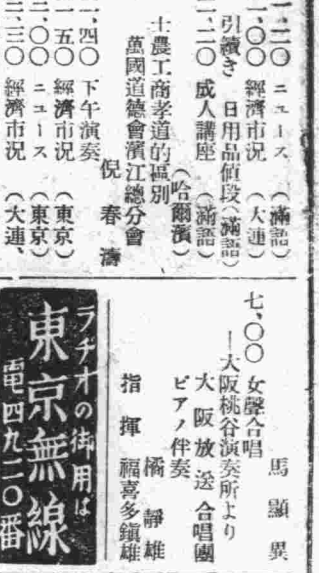 一、二〇 ニュース (滿語)
一、〇〇 經濟市況 (大連)
引續き 日用品値段(滿語)
一、二〇 成人講座 (滿語)
(哈爾濱)
士農工商孝道的區別
萬國道德會濱江總分會
倪春濤
一、四〇 下午演奏
一、五〇 經濟市況 (東京)
二、〇〇 ニュース (東京)
二、三〇 經濟市況 (大連、
馬顯異
七、〇〇 女聲合唱
―大阪桃谷演奏所より
大阪放送合唱團
ピアノ伴奏
橘靜雄
指揮 福喜多鎭雄
ラヂオの御用は
東京無線
電四九二〇番